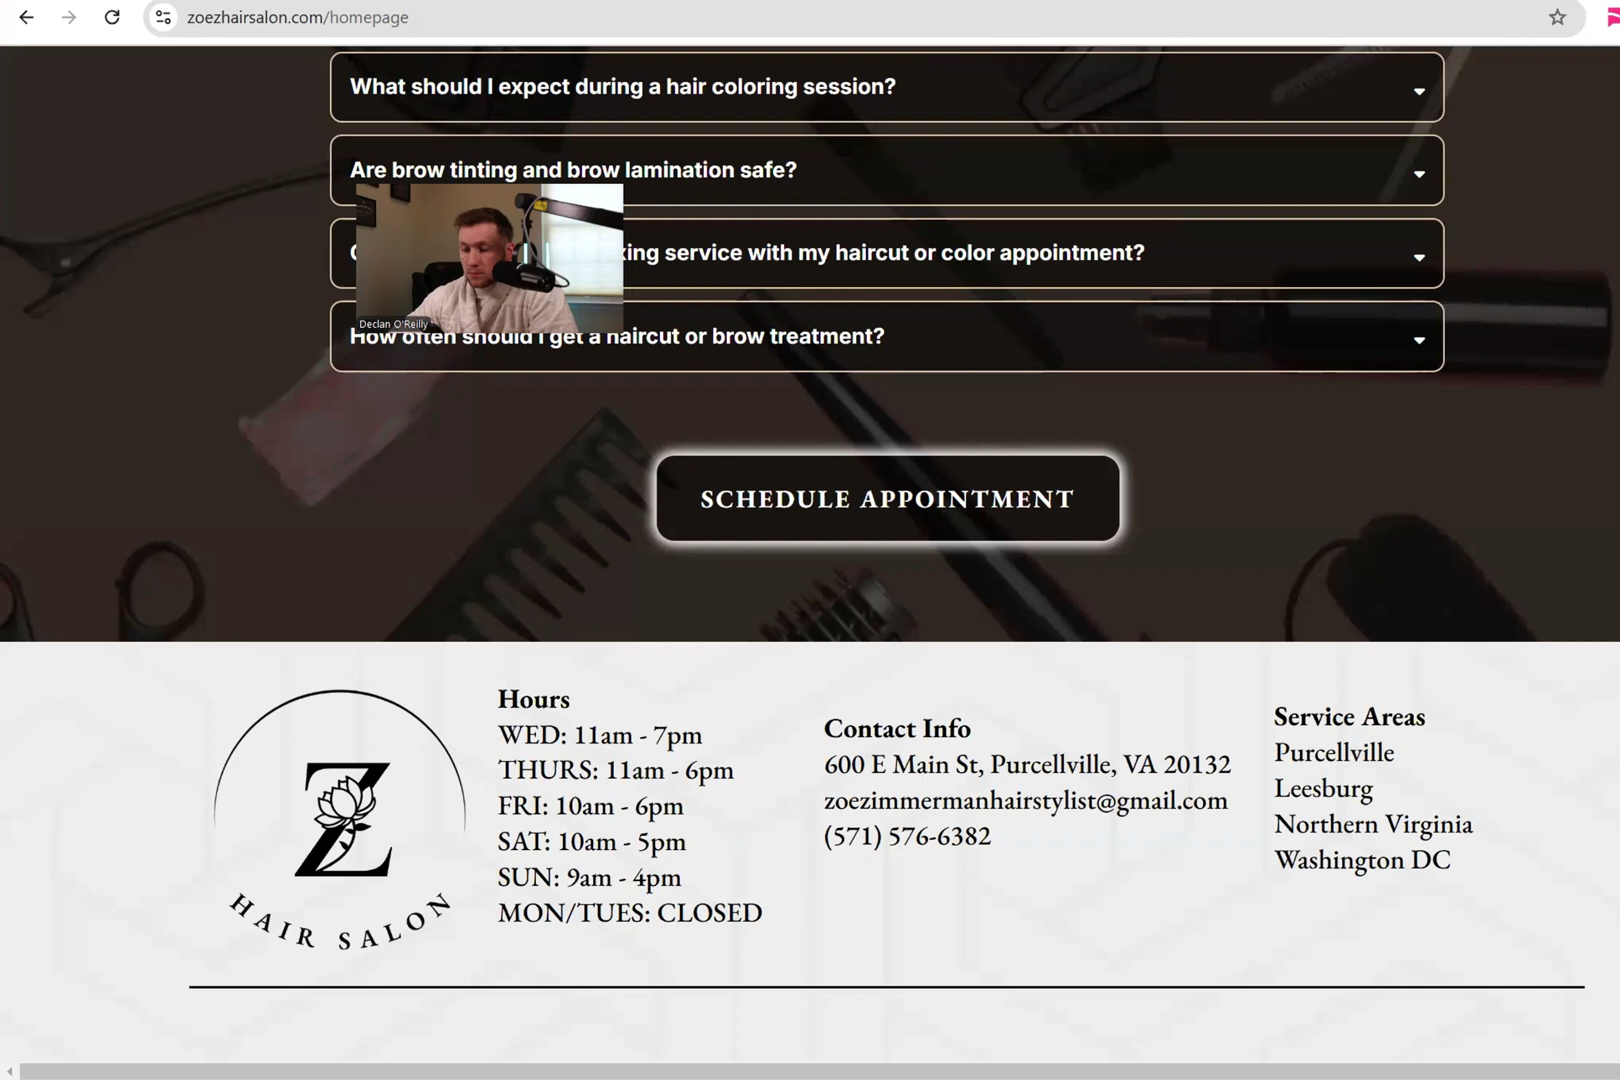 zoezhairsalon.com/homepage
What should I expect during a hair coloring session?
Are brow tinting and brow lamination safe?
service with my haircut or color appointment?
Declan O'Reilly
How often should I get a haircut or brow treatment?
SCHEDULE APPOINTMENT
Z
HAIR SALON
Hours
WED: 11am - 7pm
THURS: 11am - 6pm
FRI: 10am - 6pm
SAT: 10am - 5pm
SUN: 9am - 4pm
MON/TUES: CLOSED
Contact Info
600 E Main St, Purcellville, VA 20132
zoezimmermanhairstylist@gmail.com
(571) 576-6382
Service Areas
Purcellville
Leesburg
Northern Virginia
Washington DC